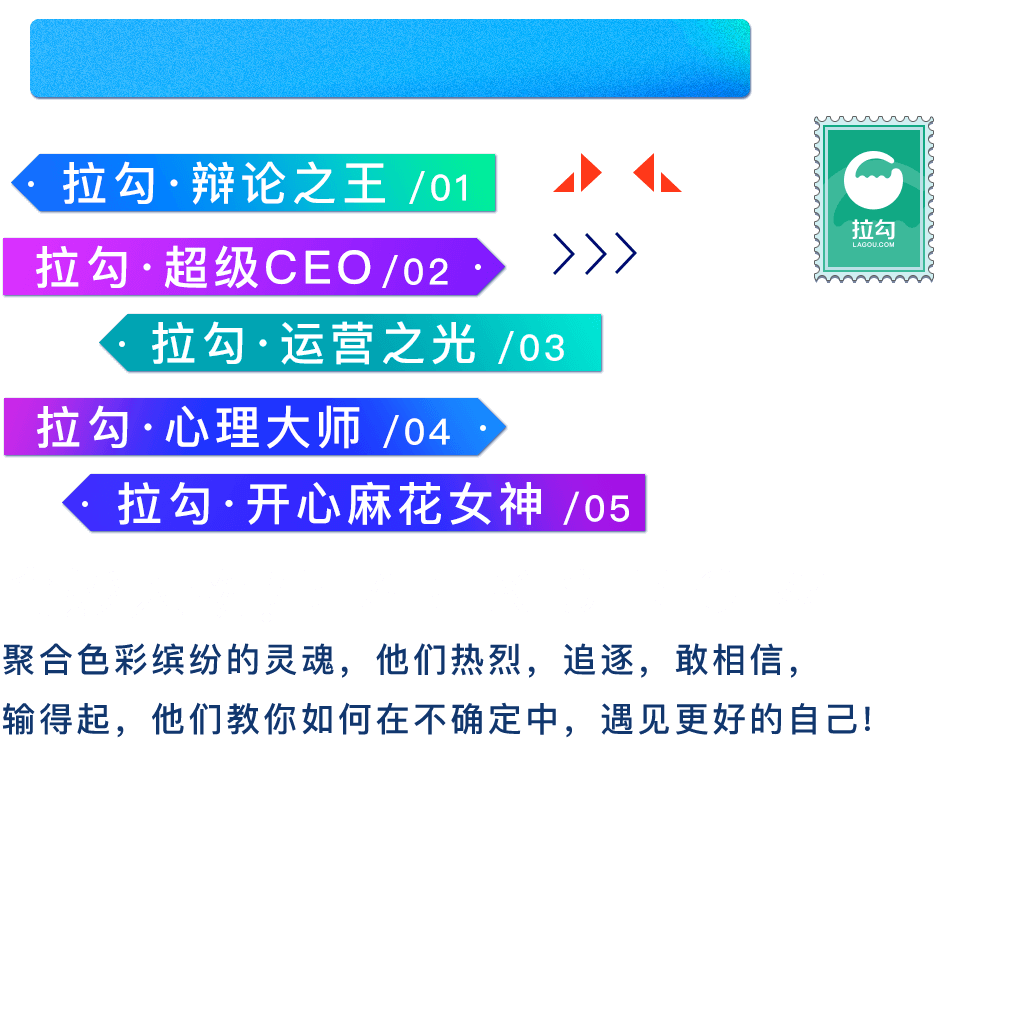 拉勾·辩论之王 /01
拉勾
LAGOU.COM
拉勾·超级CEO /02
拉勾·运营之光 /03
拉勾·心理大师 /04
拉勾·开心麻花女神 /05
聚合色彩缤纷的灵魂，他们热烈，追逐，敢相信，
输得起，他们教你如何在不确定中，遇见更好的自己!